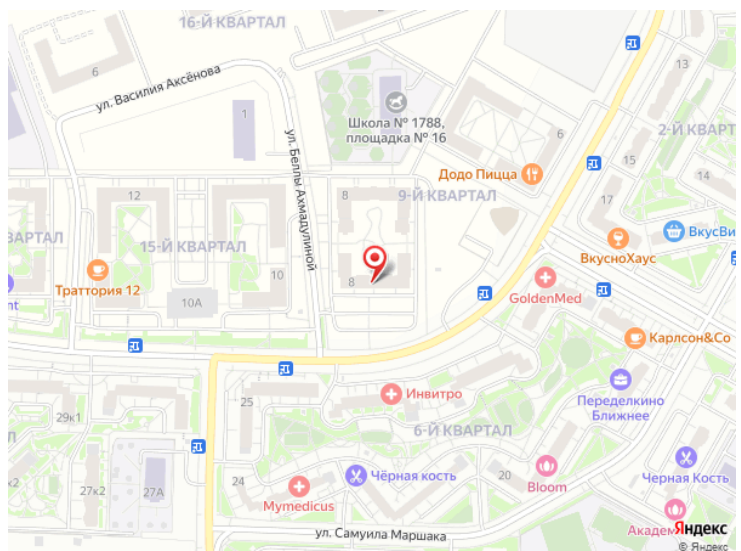 16-Й КВАРТАЛ
6
ул. Василия Аксёнова
1
ул. Беллы Ахмадулиной
Школа № 1788,
площадка № 16
13
2-Й КВАРТ
6
15
14
Додо Пицца
12
8
9-Й КВАРТАЛ
17
ВкусВи
ВАРТАЛ
15-Й КВАРТАЛ
ВкусноХаус
10
8
Траттория 12
10А
nt
GoldenMed
Карлсон&Co
Инвитро
Переделкино
Ближнее
25
29к1
6-Й КВАРТАЛ
24
20
Чёрная кость
Черная Кость
к2
27к2
27А
Mymedicus
Bloom
ул. Самуила Маршака
Академ
Яндекс
© Яндекс